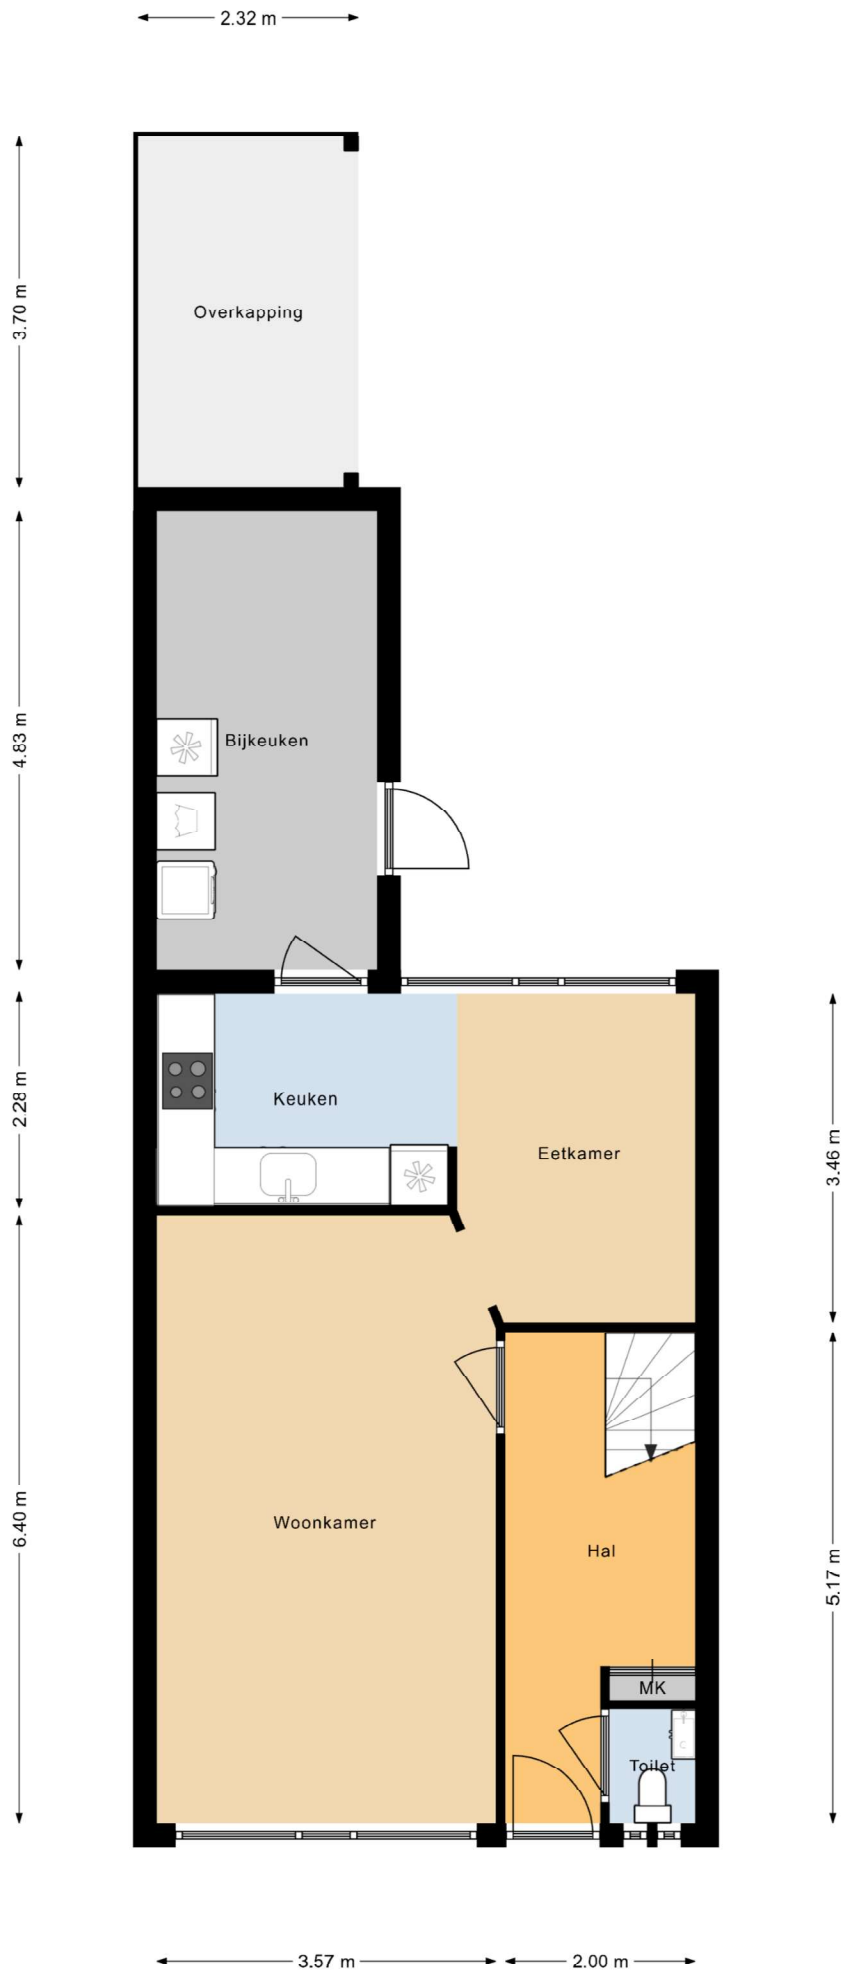 2.32 m
3.70 m
Overkapping
4.83 m
Bijkeuken
2.28 m
Keuken
Eetkamer
3.46 m
6.40 m
Woonkamer
Hal
5.17 m
MK
Toilet
3.57 m
2.00 m